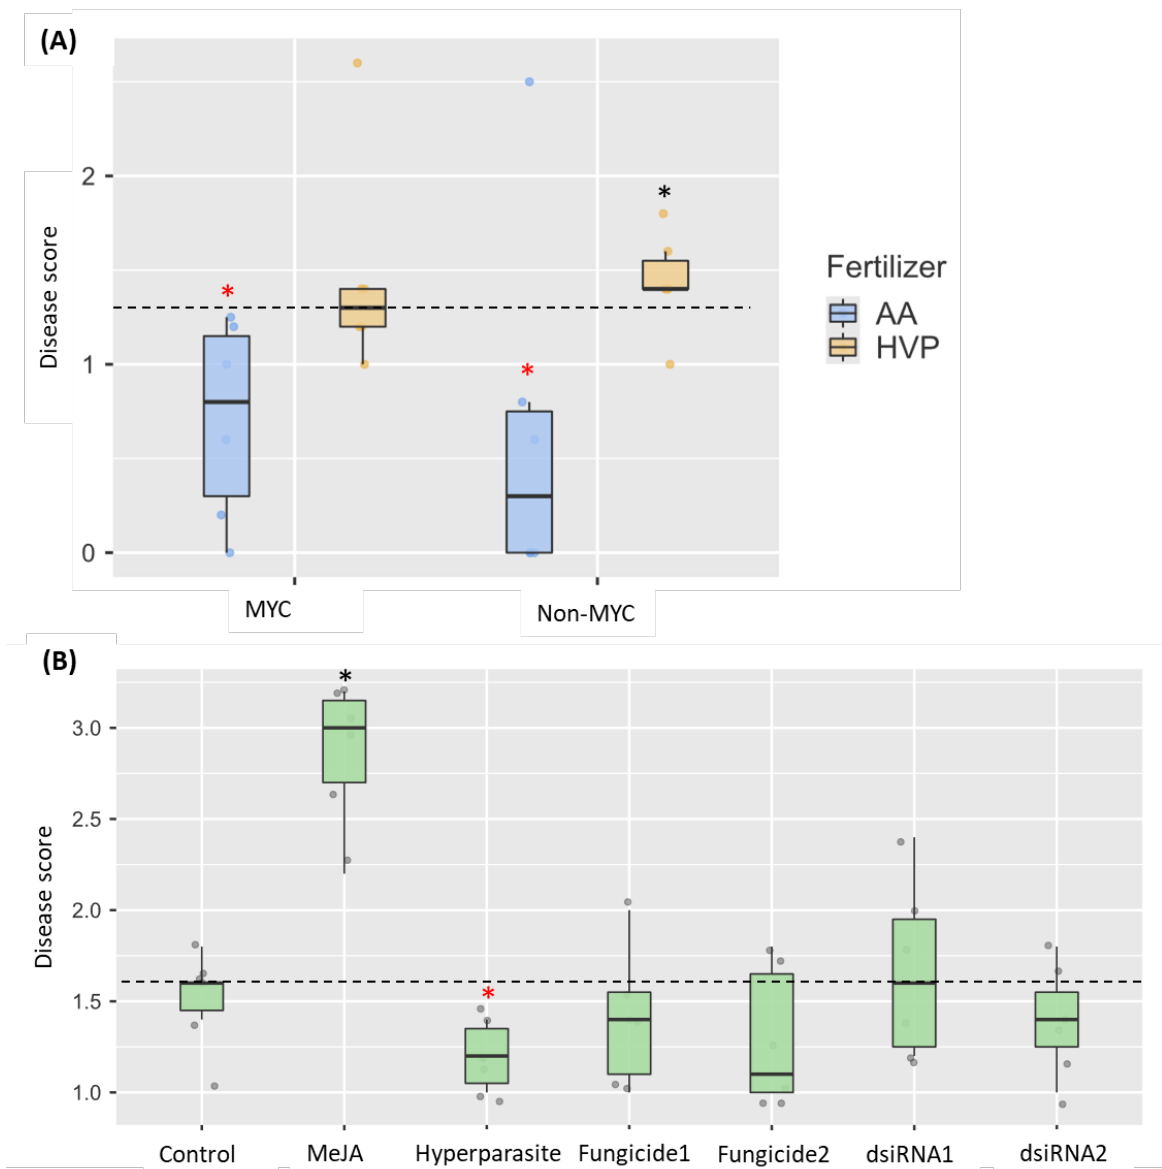 (A)
Disease score
2
1
0
*
*
*
MYC
Non-MYC
Fertilizer
AA
HVP
(B)
Disease score
3.0
2.5
2.0
1.5
1.0
*
*
Control MeJA Hyperparasite Fungicide1 Fungicide2 dsiRNA1 dsiRNA2